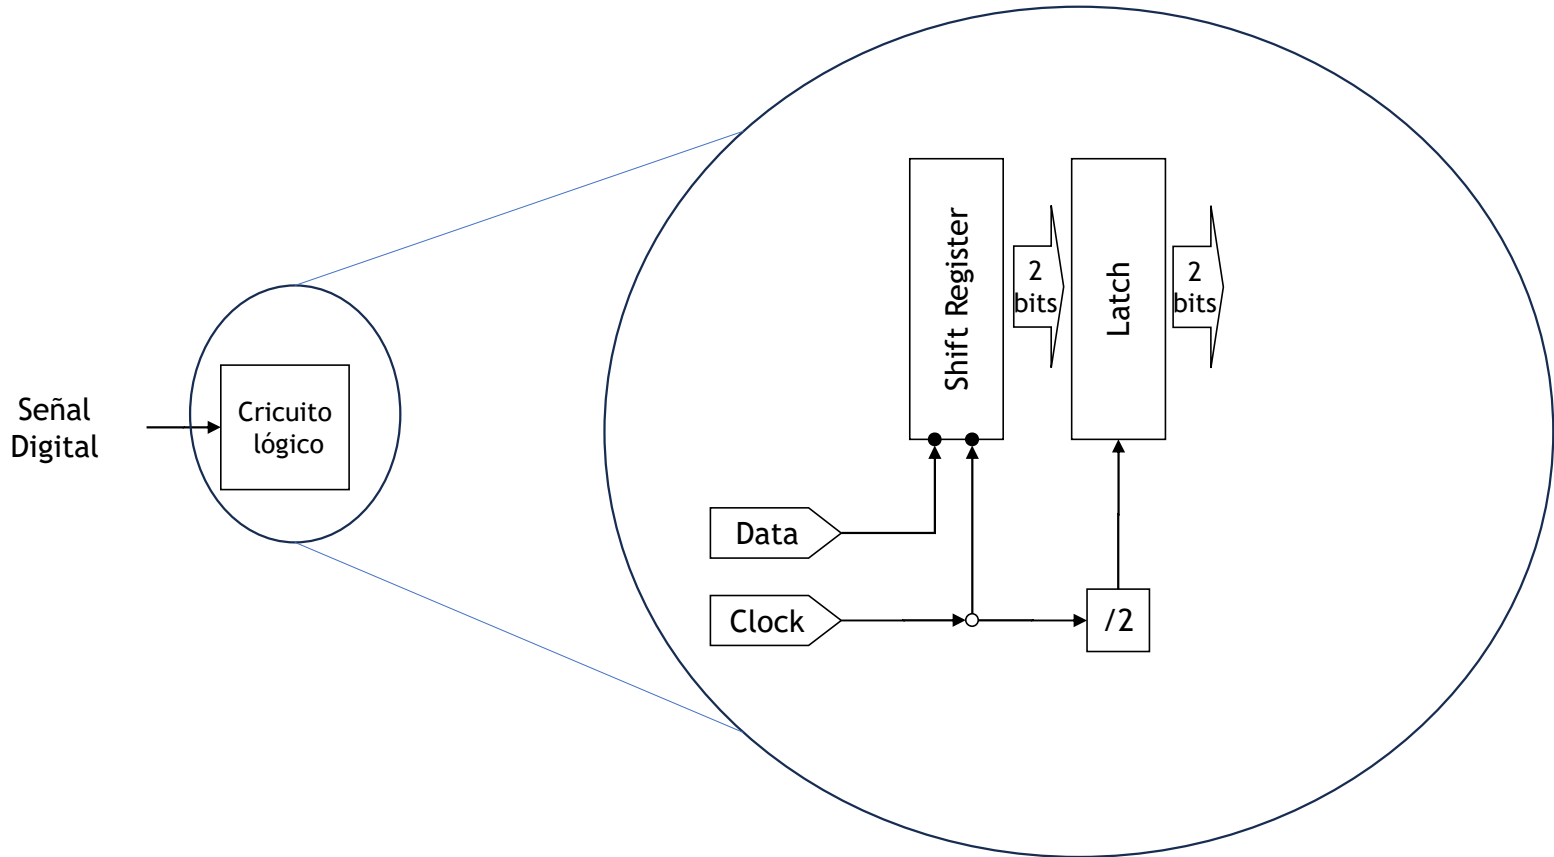 Señal
Digital
Cricuito
lógico
Shift Register
2
bits
Latch
2
bits
Data
Clock
/2